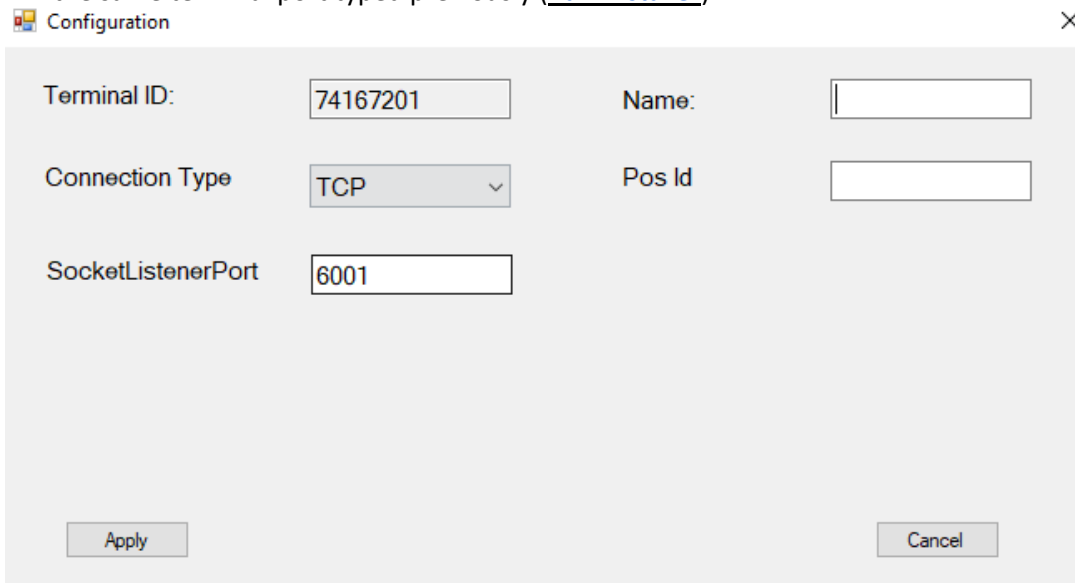 Configuration
Terminal ID:
74167201
Name:
Connection Type
TCP
Pos Id
SocketListenerPort
6001
Apply
Cancel